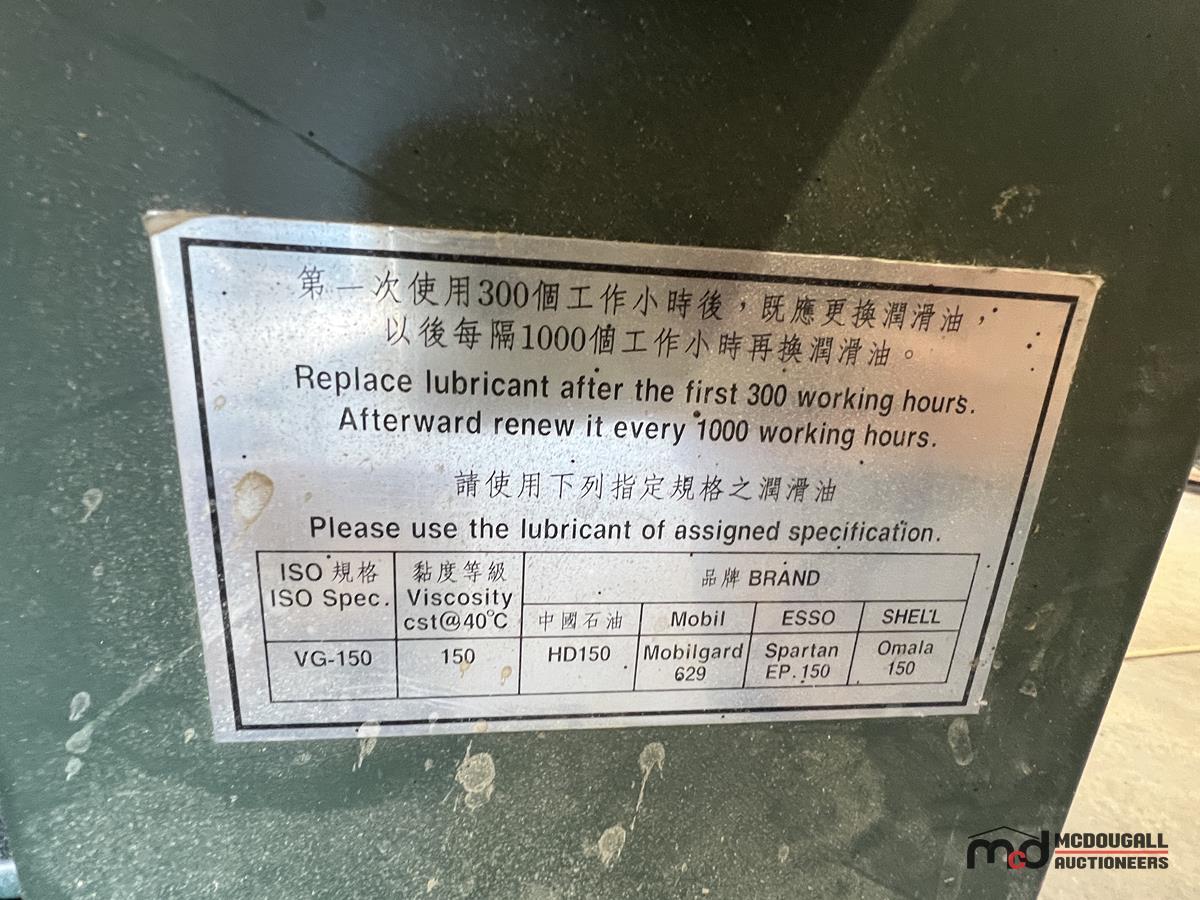 第一次使用300個工作小時後，既應更換潤滑油，
以後每隔1000個工作小時再換潤滑油。
Replace lubricant after the first 300 working hours.
Afterward renew it every 1000 working hours.
請使用下列指定規格之潤滑油
Please use the lubricant of assigned specification.
ISO 規格
ISO Spec.
黏度等級
Viscosity
cst@40℃
品牌 BRAND
中國石油
Mobil
ESSO
SHELL
VG-150
150
HD150
Mobilgard
629
Spartan
EP.150
Omala
150
mcd
MCDOUGALL
AUCTIONEERS